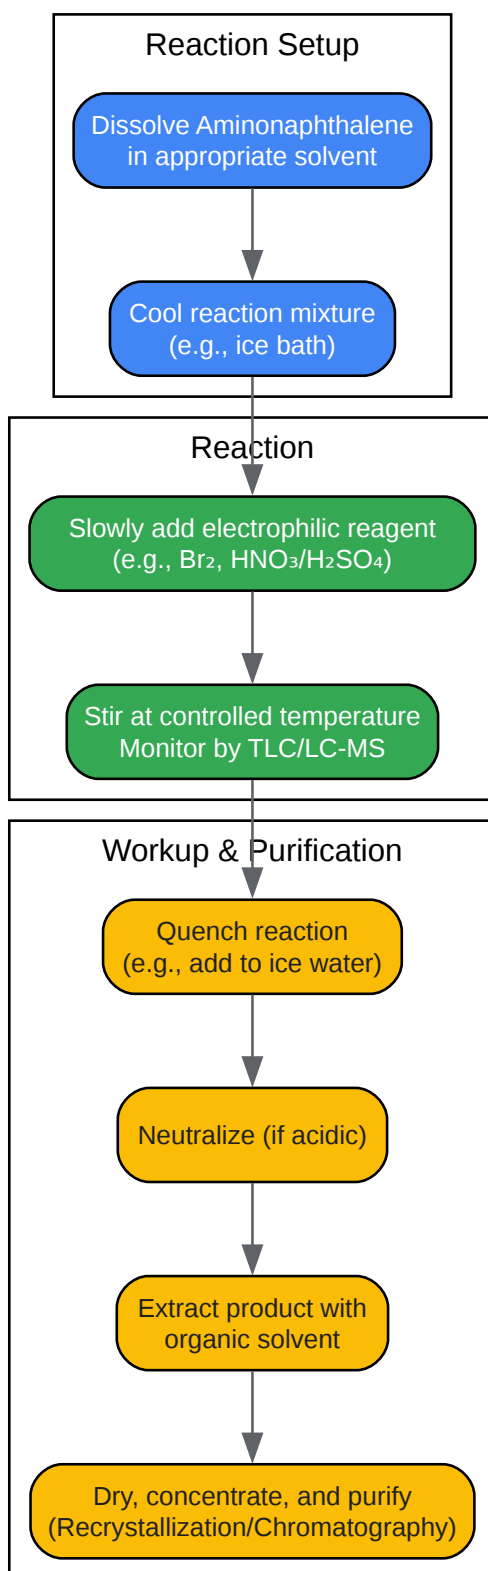 Reaction Setup
Dissolve Aminonaphthalene
in appropriate solvent
Cool reaction mixture
(e.g., ice bath)
Reaction
Slowly add electrophilic reagent
(e.g., Br₂, HNO₃/H₂SO₄)
Stir at controlled temperature
Monitor by TLC/LC-MS
Workup & Purification
Quench reaction
(e.g., add to ice water)
Neutralize (if acidic)
Extract product with
organic solvent
Dry, concentrate, and purify
(Recrystallization/Chromatography)